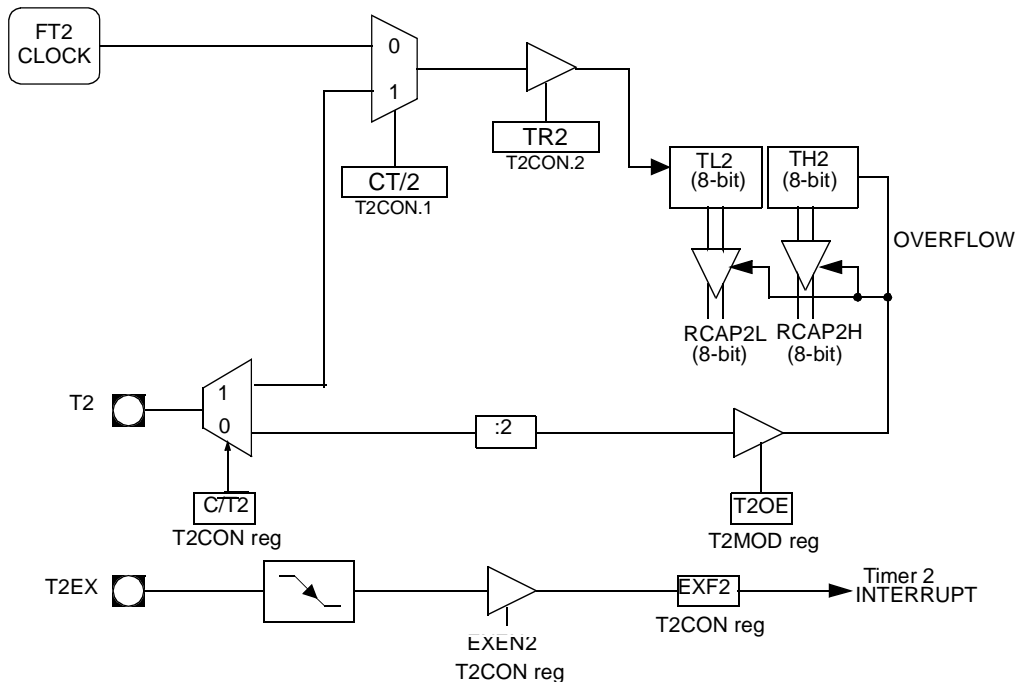 FT2
CLOCK
0
1
TR2
T2CON.2
CT/2
T2CON.1
TL2
(8-bit)
TH2
(8-bit)
OVERFLOW
RCAP2L
(8-bit)
RCAP2H
(8-bit)
T2
1
0
:2
C/T2
T2CON reg
T2OE
T2MOD reg
T2EX
EXF2
T2CON reg
Timer 2
INTERRUPT
EXEN2
T2CON reg